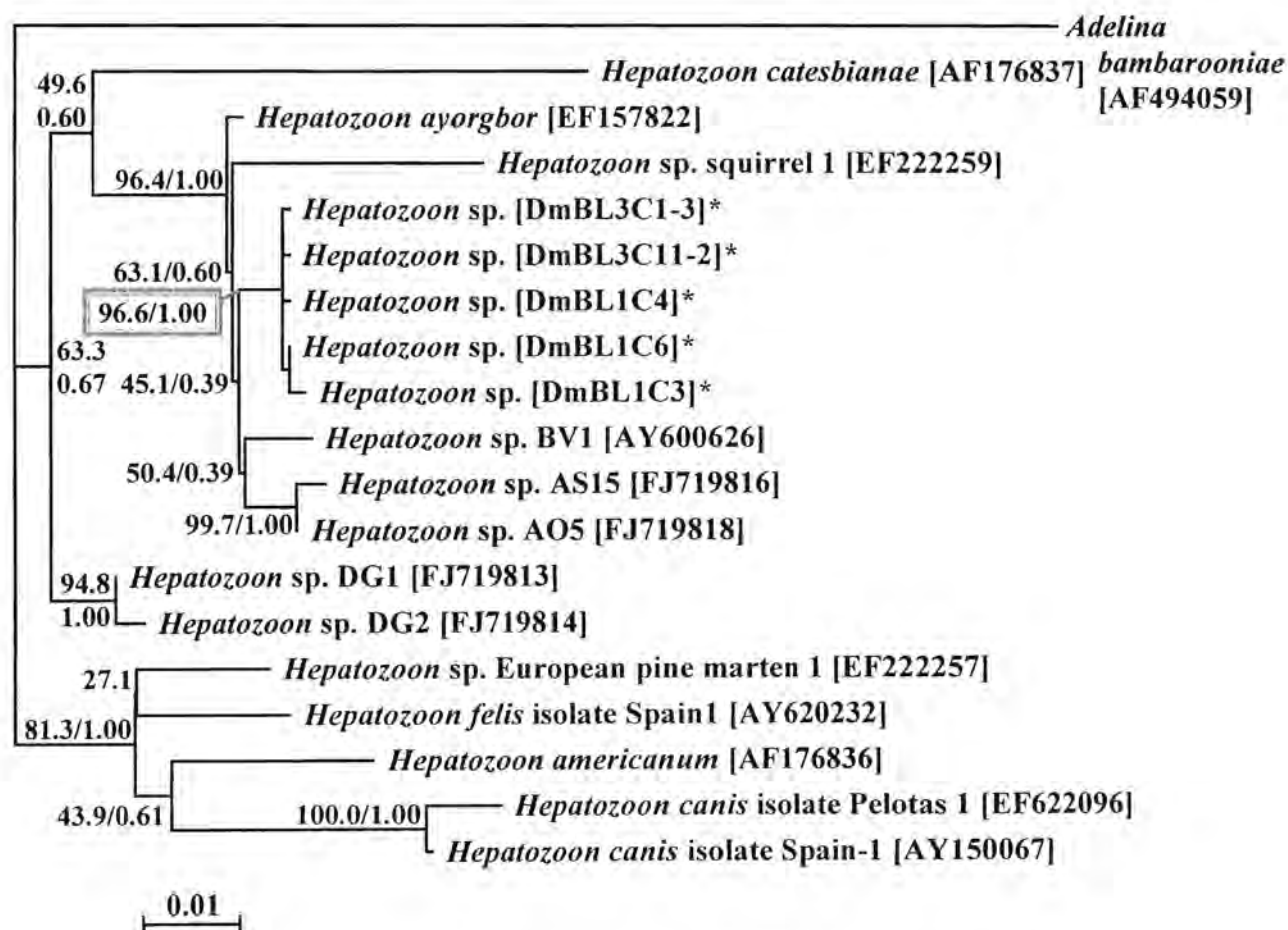 Adelina
bambarooniae
[AF494059]
Hepatozoon catesbianae [AF176837]
49.6
0.60
Hepatozoon ayorgbor [EF157822]
Hepatozoon sp. squirrel 1 [EF222259]
96.4/1.00
Hepatozoon sp. [DmBL3C1-3]*
Hepatozoon sp. [DmBL3C11-2]*
63.1/0.60
Hepatozoon sp. [DmBL1C4]*
96.6/1.00
Hepatozoon sp. [DmBL1C6]*
63.3
0.67
45.1/0.39
Hepatozoon sp. [DmBL1C3]*
Hepatozoon sp. BV1 [AY600626]
50.4/0.39
Hepatozoon sp. AS15 [FJ719816]
99.7/1.00
Hepatozoon sp. AO5 [FJ719818]
94.8
1.00
Hepatozoon sp. DG1 [FJ719813]
Hepatozoon sp. DG2 [FJ719814]
27.1
Hepatozoon sp. European pine marten 1 [EF222257]
Hepatozoon felis isolate Spain1 [AY620232]
81.3/1.00
Hepatozoon americanum [AF176836]
43.9/0.61
100.0/1.00
Hepatozoon canis isolate Pelotas 1 [EF622096]
Hepatozoon canis isolate Spain-1 [AY150067]
0.01